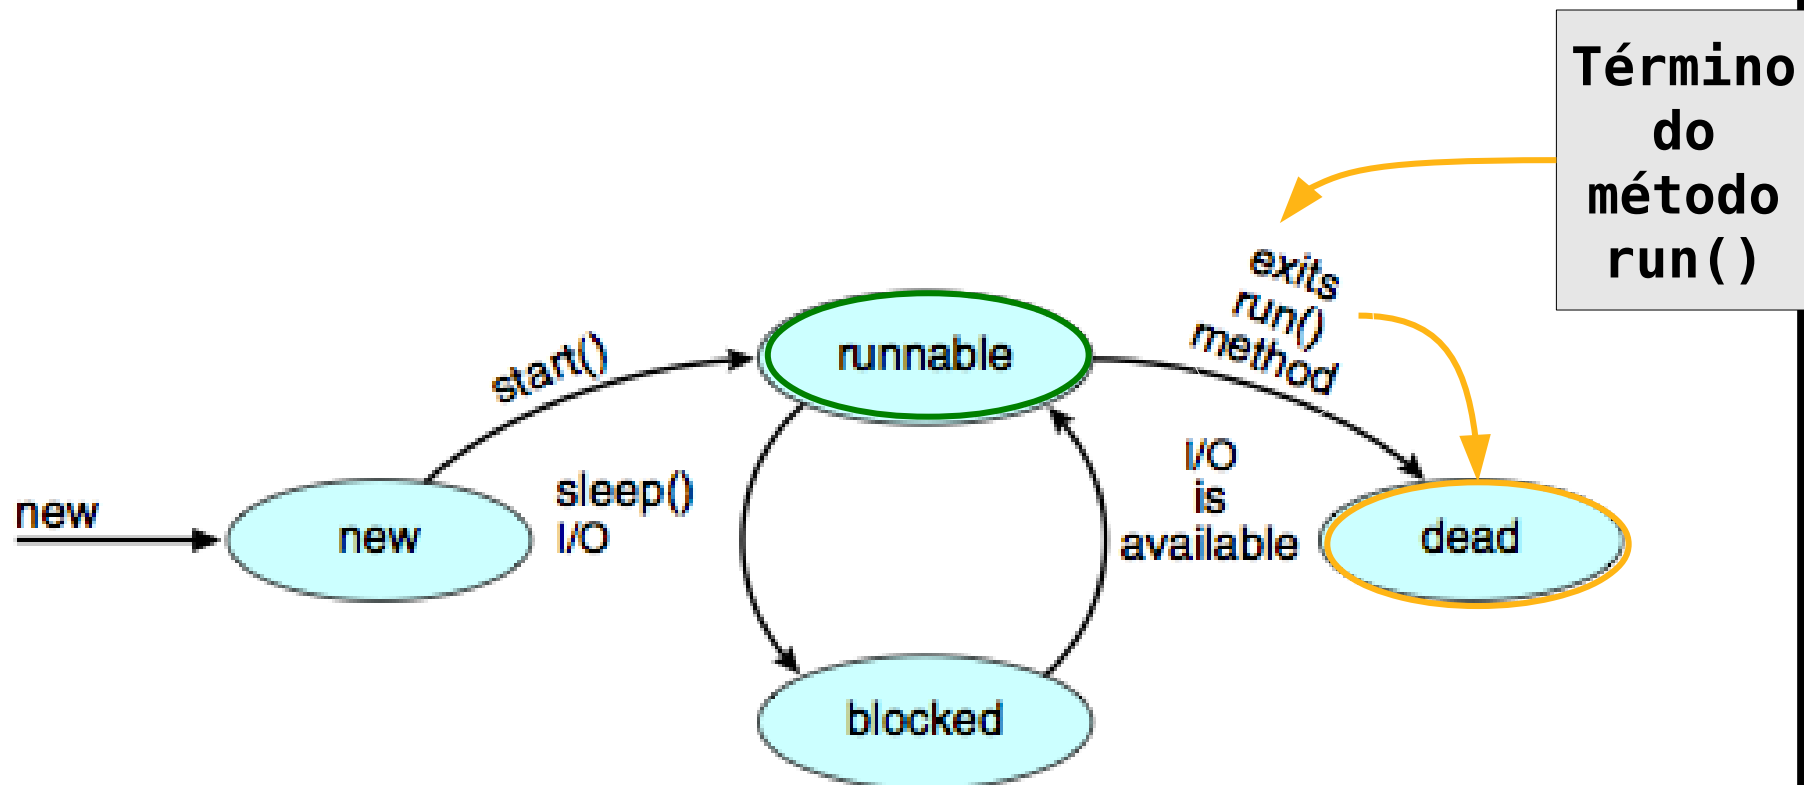 Término
do
método
run()
exits
run()
method
runnable
start()
I/O
is
available
sleep()
I/O
new
new
dead
blocked